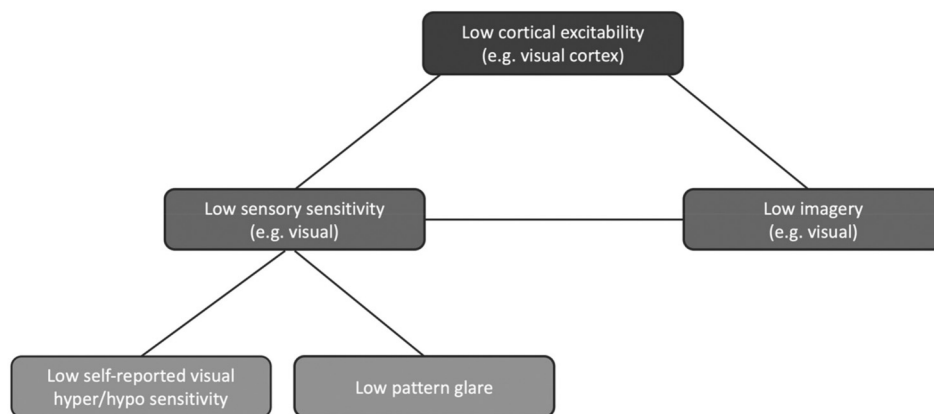 Low cortical excitability
(e.g. visual cortex)
Low sensory sensitivity
(e.g. visual)
Low imagery
(e.g. visual)
Low self-reported visual
hyper/hypo sensitivity
Low pattern glare